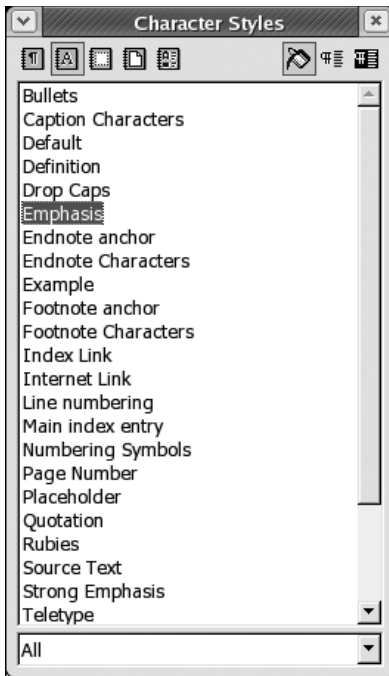 Character Styles
Bullets
Caption Characters
Default
Definition
Drop Caps
Emphasis
Endnote anchor
Endnote Characters
Example
Footnote anchor
Footnote Characters
Index Link
Internet Link
Line numbering
Main index entry
Numbering Symbols
Page Number
Placeholder
Quotation
Rubies
Source Text
Strong Emphasis
Teletype
All